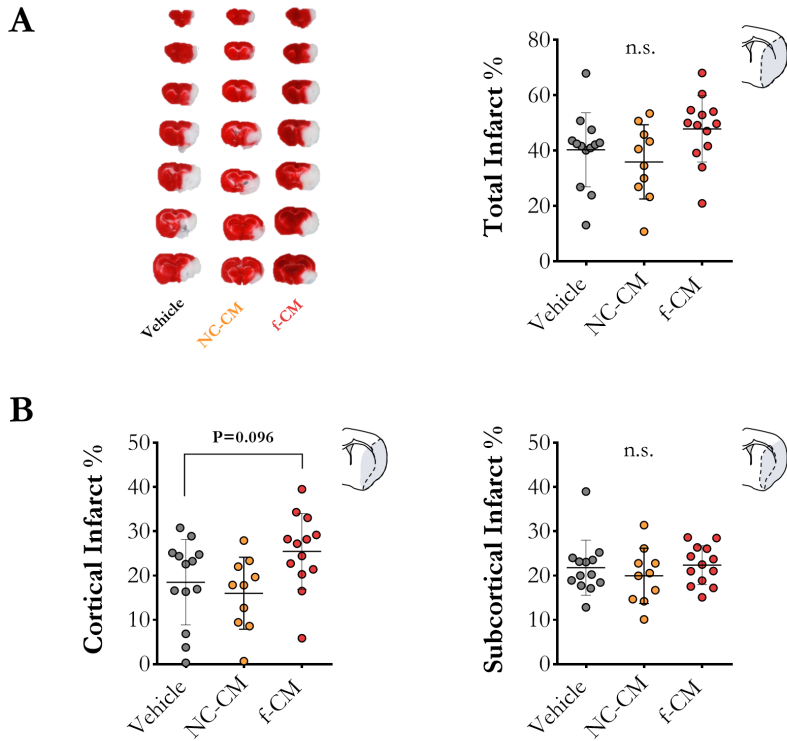 A
Vehicle
NC-CM
f-CM
Total Infarct %
80
60
40
20
0
n.s.
Vehicle
NC-CM
f-CM
B
Cortical Infarct %
50
40
30
20
10
0
P=0.096
Vehicle
NC-CM
f-CM
Subcortical Infarct %
50
40
30
20
10
0
n.s.
Vehicle
NC-CM
f-CM